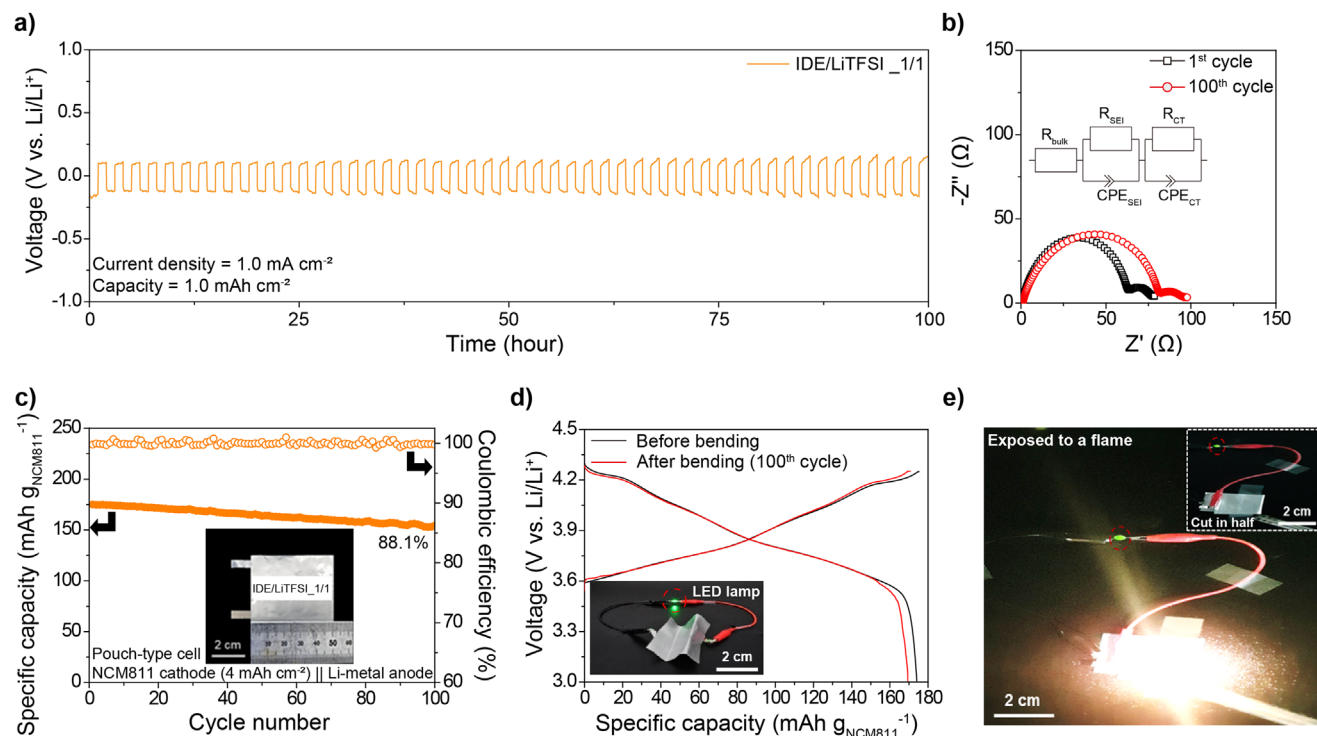 a)
1.0
0.5
0.0
-0.5
-1.0
Voltage (V vs. Li/Li⁺)
IDE/LiTFSI _1/1
Current density = 1.0 mA cm⁻²
Capacity = 1.0 mAh cm⁻²
0 25 50 75 100
Time (hour)
b)
150
100
50
0
-Z'' (Ω)
1ˢᵗ cycle
100ᵗʰ cycle
R_bulk
R_SEI
R_CT
CPE_SEI
CPE_CT
0 50 100 150
Z' (Ω)
c)
250
225
200
175
150
125
100
75
50
25
0
Specific capacity (mAh g_NCM811⁻¹)
100
90
80
70
60
Coulombic efficiency (%)
88.1%
IDE/LiTFSI_1/1
2 cm
Pouch-type cell
NCM811 cathode (4 mAh cm⁻²) || Li-metal anode
0 20 40 60 80 100
Cycle number
d)
4.5
4.2
3.9
3.6
3.3
3.0
Voltage (V vs. Li/Li⁺)
Before bending
After bending (100ᵗʰ cycle)
LED lamp
2 cm
0 20 40 60 80 100 120 140 160 180
Specific capacity (mAh g_NCM811⁻¹)
e)
Exposed to a flame
2 cm
Cut in half
2 cm